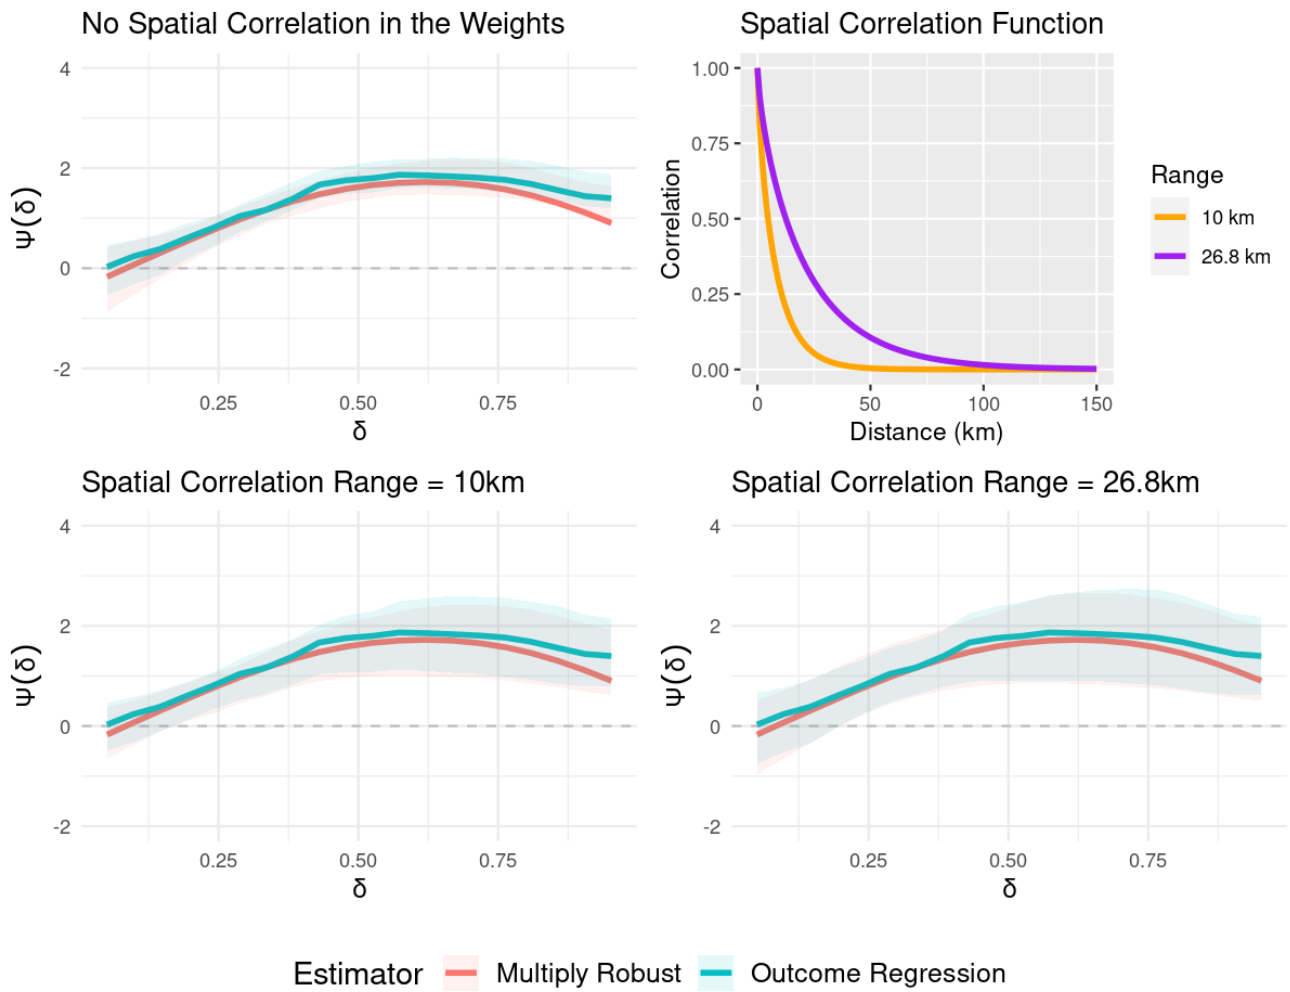 No Spatial Correlation in the Weights
4
2
0
-2
Ψ(δ)
0.25 0.50 0.75
δ
Spatial Correlation Function
1.00
0.75
0.50
0.25
0.00
Correlation
0 50 100 150
Distance (km)
Range
10 km
26.8 km
Spatial Correlation Range = 10km
4
2
0
-2
Ψ(δ)
0.25 0.50 0.75
δ
Spatial Correlation Range = 26.8km
4
2
0
-2
Ψ(δ)
0.25 0.50 0.75
δ
Estimator Multiply Robust Outcome Regression